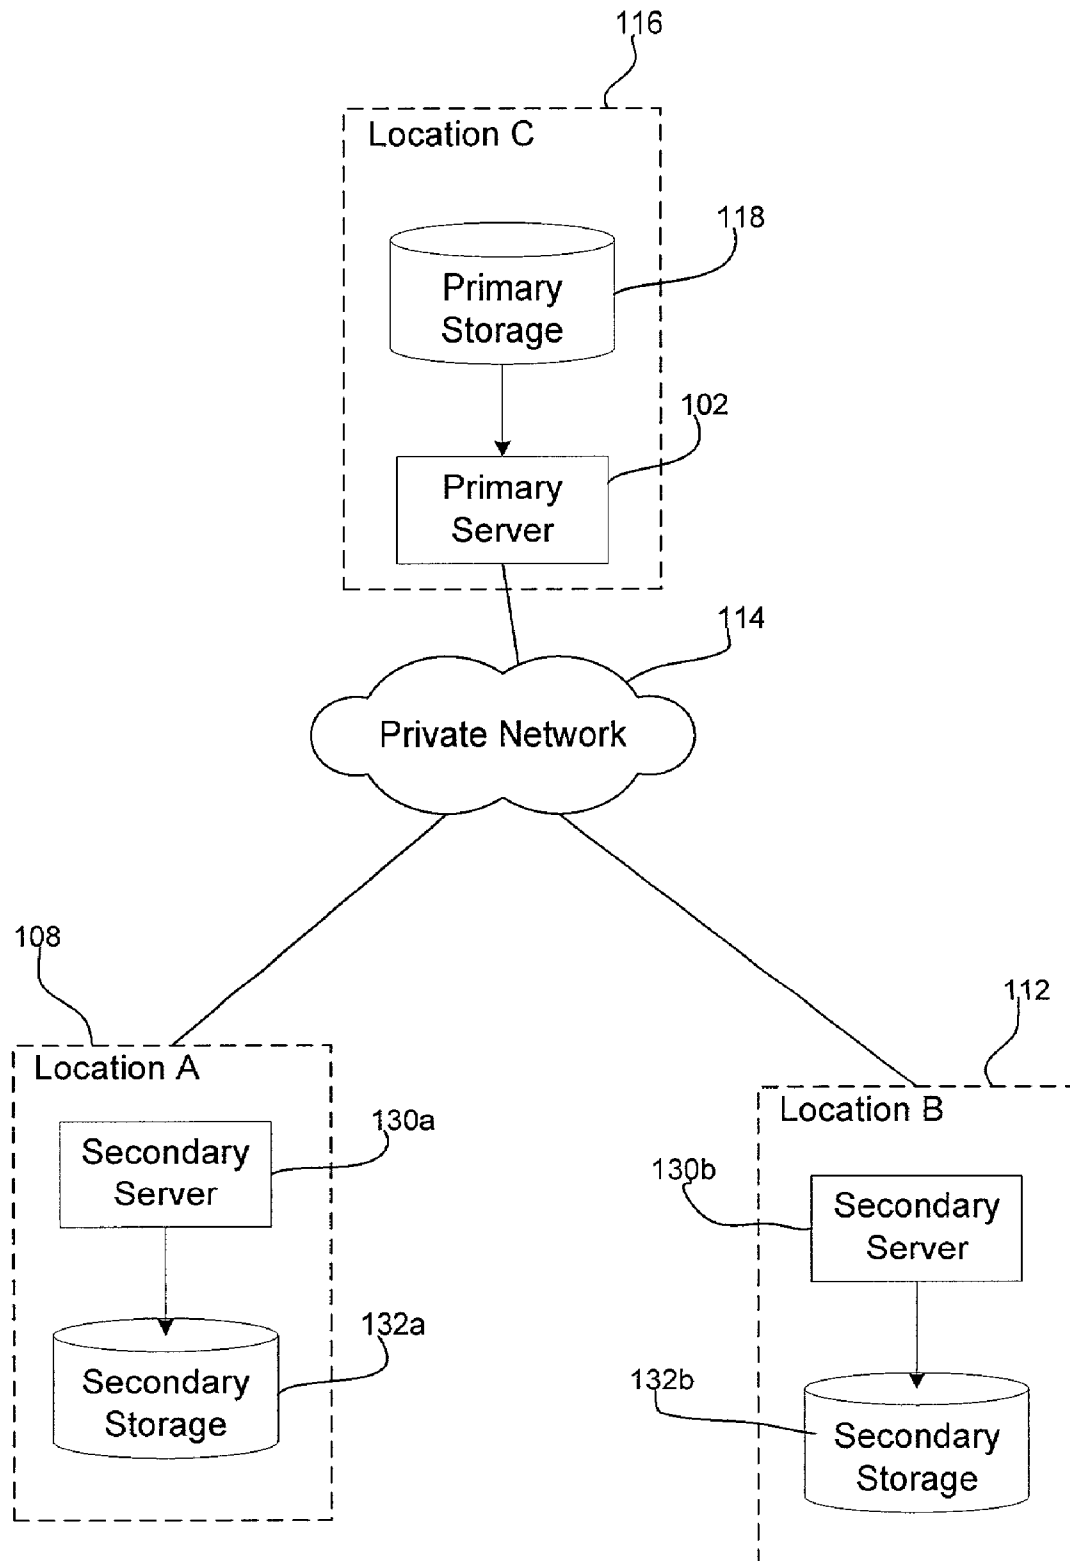 116
Location C
118
Primary
Storage
102
Primary
Server
114
Private Network
108
112
Location A
Location B
130a
Secondary
Server
130b
Secondary
Server
132a
Secondary
Storage
132b
Secondary
Storage